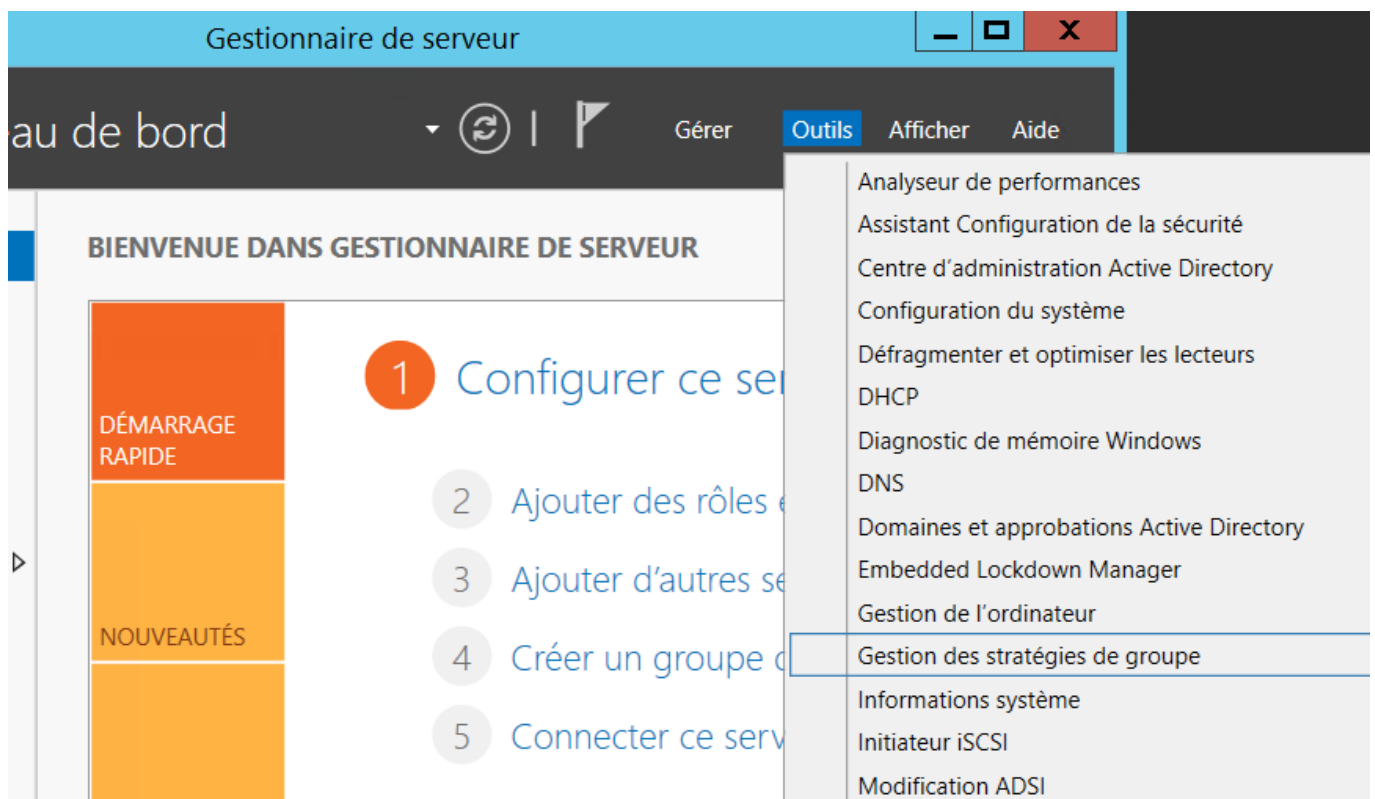 Gestionnaire de serveur
au de bord
Gérer Outils Afficher Aide
BIENVENUE DANS GESTIONNAIRE DE SERVEUR
DÉMARRAGE
RAPIDE
NOUVEAUTÉS
1 Configurer ce
2 Ajouter des rôles
3 Ajouter d'autres
4 Créer un groupe
5 Connecter ce
Analyseur de performances
Assistant Configuration de la sécurité
Centre d'administration Active Directory
Configuration du système
Défragmenter et optimiser les lecteurs
DHCP
Diagnostic de mémoire Windows
DNS
Domaines et approbations Active Directory
Embedded Lockdown Manager
Gestion de l'ordinateur
Gestion des stratégies de groupe
Informations système
Initiateur iSCSI
Modification ADSI